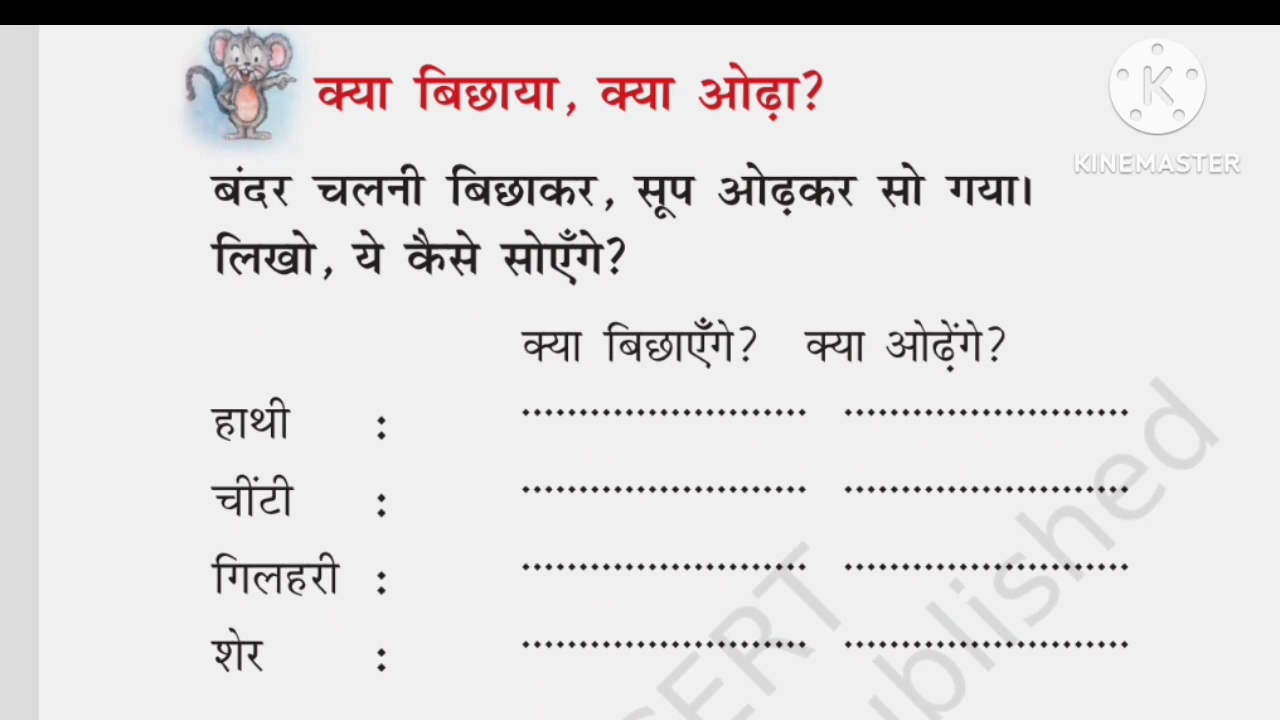 क्या बिछाया, क्या ओढ़ा?
KINEMASTER
बंदर चलनी बिछाकर, सूप ओढ़कर सो गया।
लिखो, ये कैसे सोएँगे?
क्या बिछाएँगे? क्या ओढ़ेंगे?
हाथी : ........................ ........................
चींटी : ........................ ........................
गिलहरी : ........................ ........................
शेर : ........................ ........................